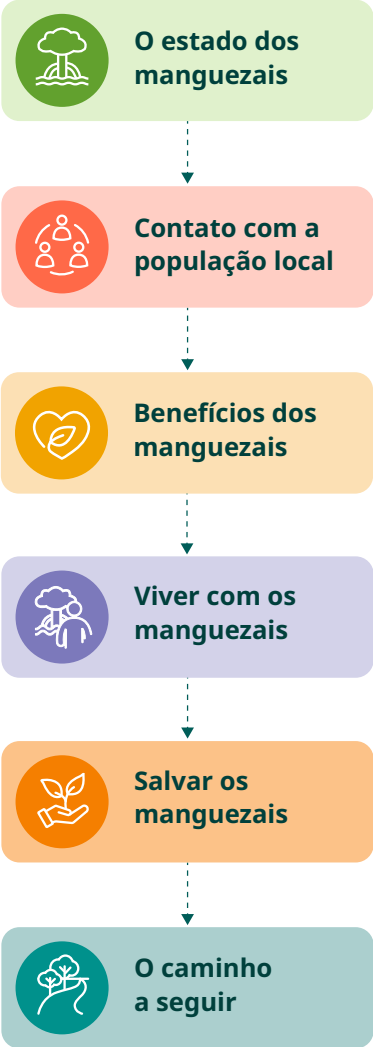 O estado dos
manguezais
Contato com a
população local
Benefícios dos
manguezais
Viver com os
manguezais
Salvar os
manguezais
O caminho
a seguir